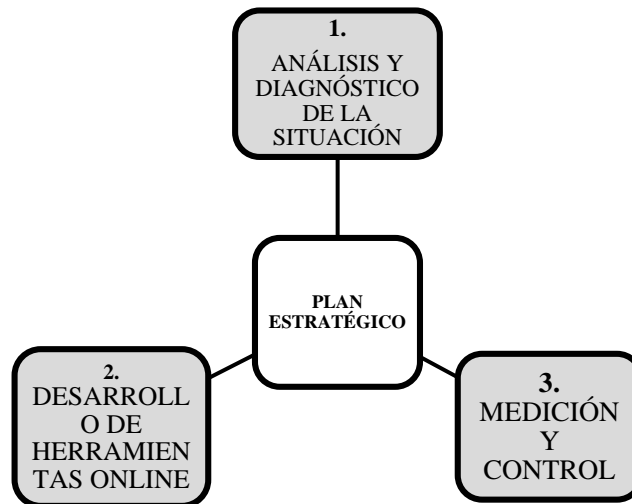 1.
ANÁLISIS Y
DIAGNÓSTICO
DE LA
SITUACIÓN
PLAN
ESTRATÉGICO
2.
DESARROLL
O DE
HERRAMIEN
TAS ONLINE
3.
MEDICIÓN
Y
CONTROL